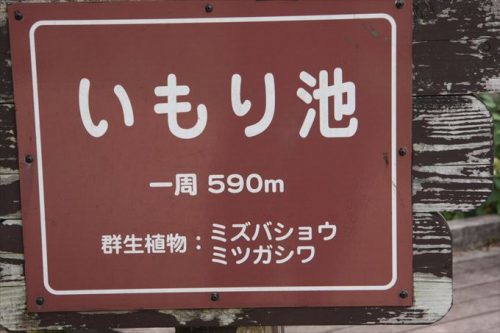 いもり池
一周 590m
群生植物：ミズバショウ
ミツガシワ